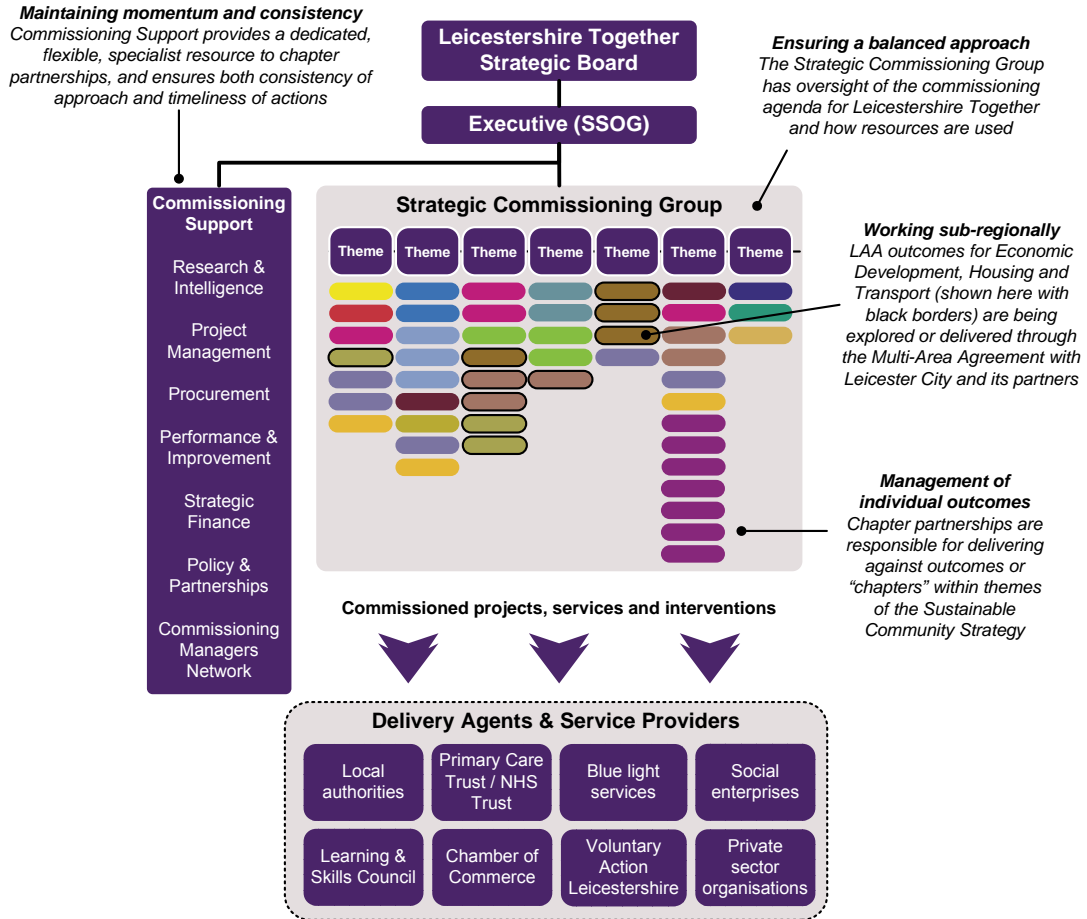 Maintaining momentum and consistency
Commissioning Support provides a dedicated,
flexible, specialist resource to chapter
partnerships, and ensures both consistency of
approach and timeliness of actions
Leicestershire Together
Strategic Board
Executive (SSOG)
Ensuring a balanced approach
The Strategic Commissioning Group
has oversight of the commissioning
agenda for Leicestershire Together
and how resources are used
Commissioning
Support
Research &
Intelligence
Project
Management
Procurement
Performance &
Improvement
Strategic
Finance
Policy &
Partnerships
Commissioning
Managers
Network
Strategic Commissioning Group
Theme
Theme
Theme
Theme
Theme
Theme
Theme
Working sub-regionally
LAA outcomes for Economic
Development, Housing and
Transport (shown here with
black borders) are being
explored or delivered through
the Multi-Area Agreement with
Leicester City and its partners
Management of
individual outcomes
Chapter partnerships are
responsible for delivering
against outcomes or
“chapters” within themes
of the Sustainable
Community Strategy
Commissioned projects, services and interventions
Delivery Agents & Service Providers
Local
authorities
Primary Care
Trust / NHS
Trust
Blue light
services
Social
enterprises
Learning &
Skills Council
Chamber of
Commerce
Voluntary
Action
Leicestershire
Private
sector
organisations